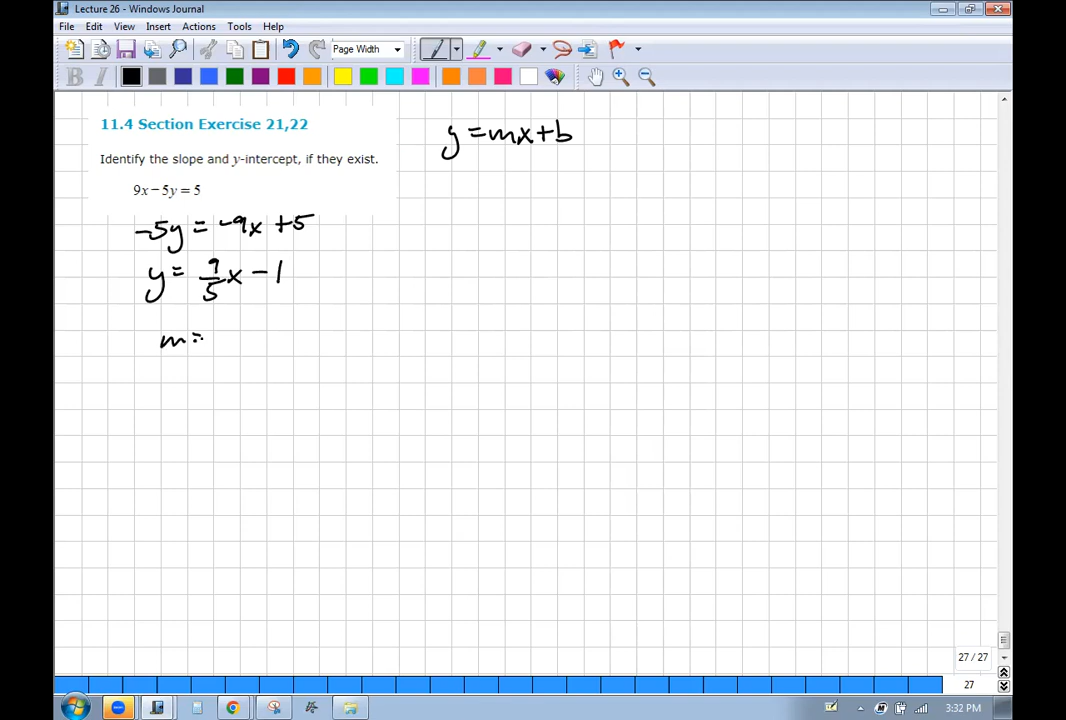 Lecture 26 - Windows Journal
File Edit View Insert Actions Tools Help
Page Width
B I
11.4 Section Exercise 21,22
y = mx + b
Identify the slope and y-intercept, if they exist.
9x − 5y = 5
-5y = -9x + 5
y = 9/5 x - 1
m =
27 / 27
27
3:32 PM